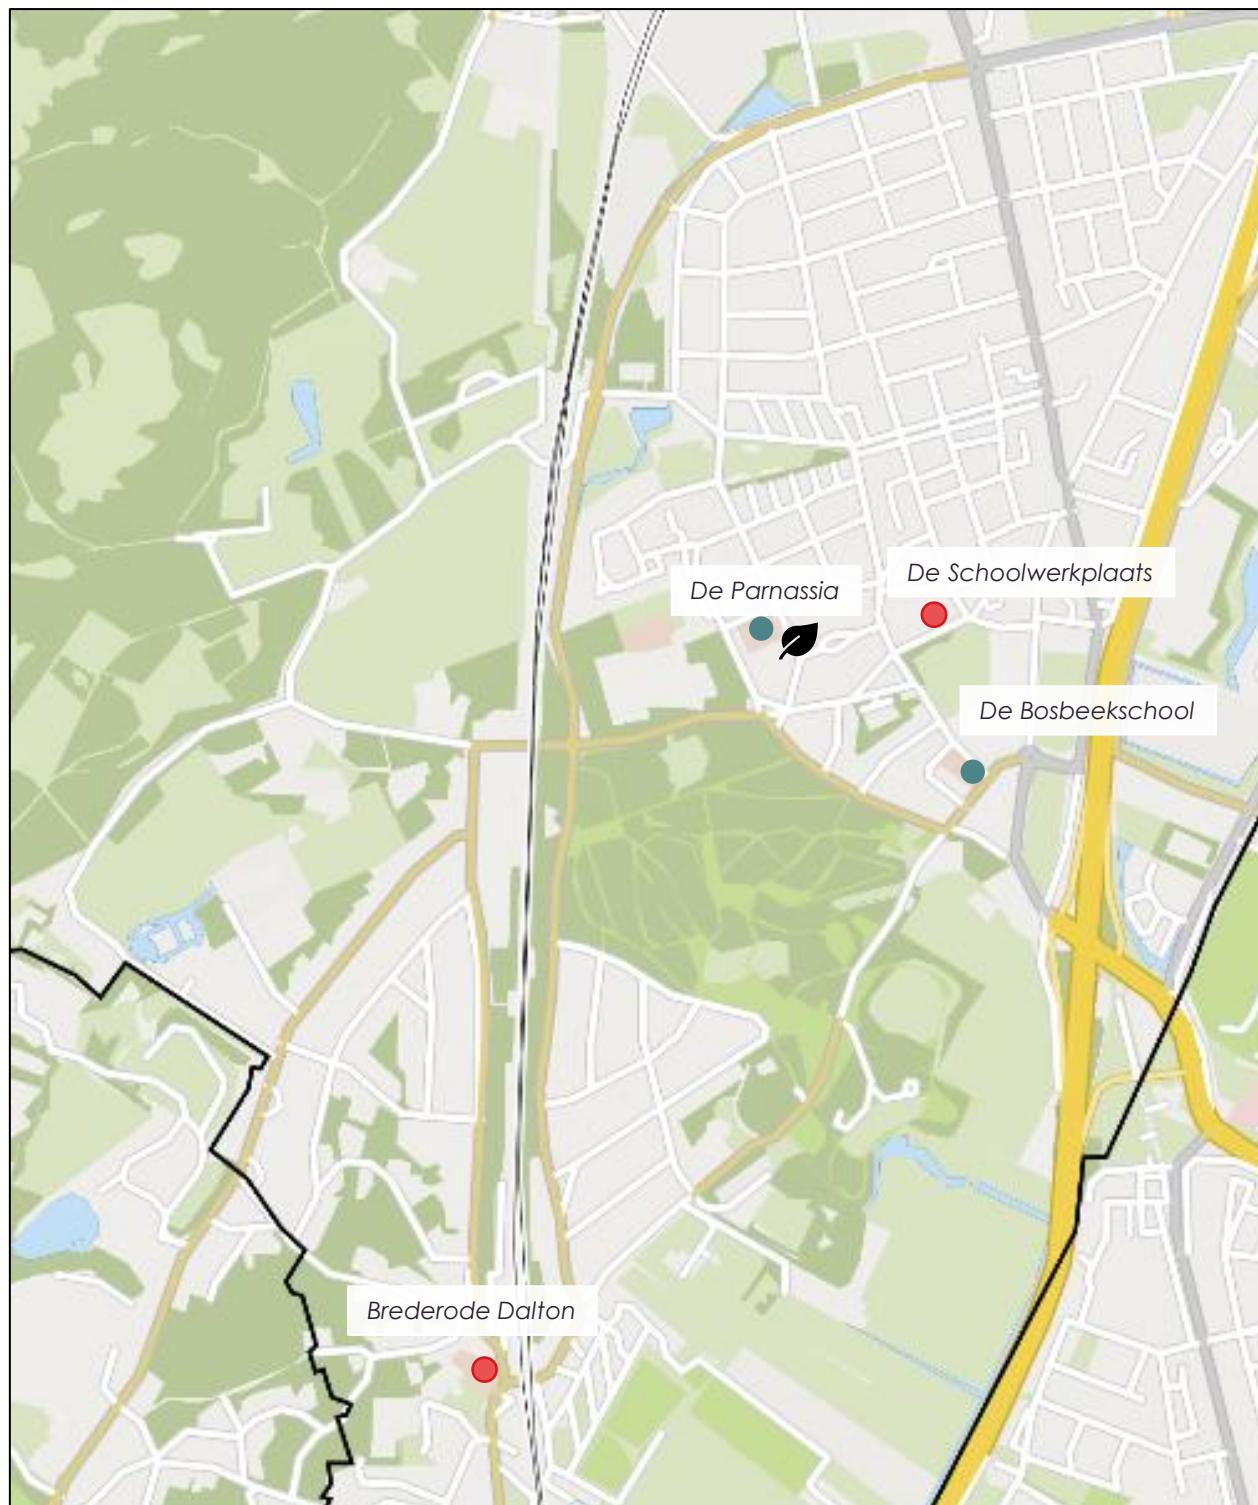 De Schoolwerkplaats
De Parnassia
De Bosbeekschool
Brederode Dalton